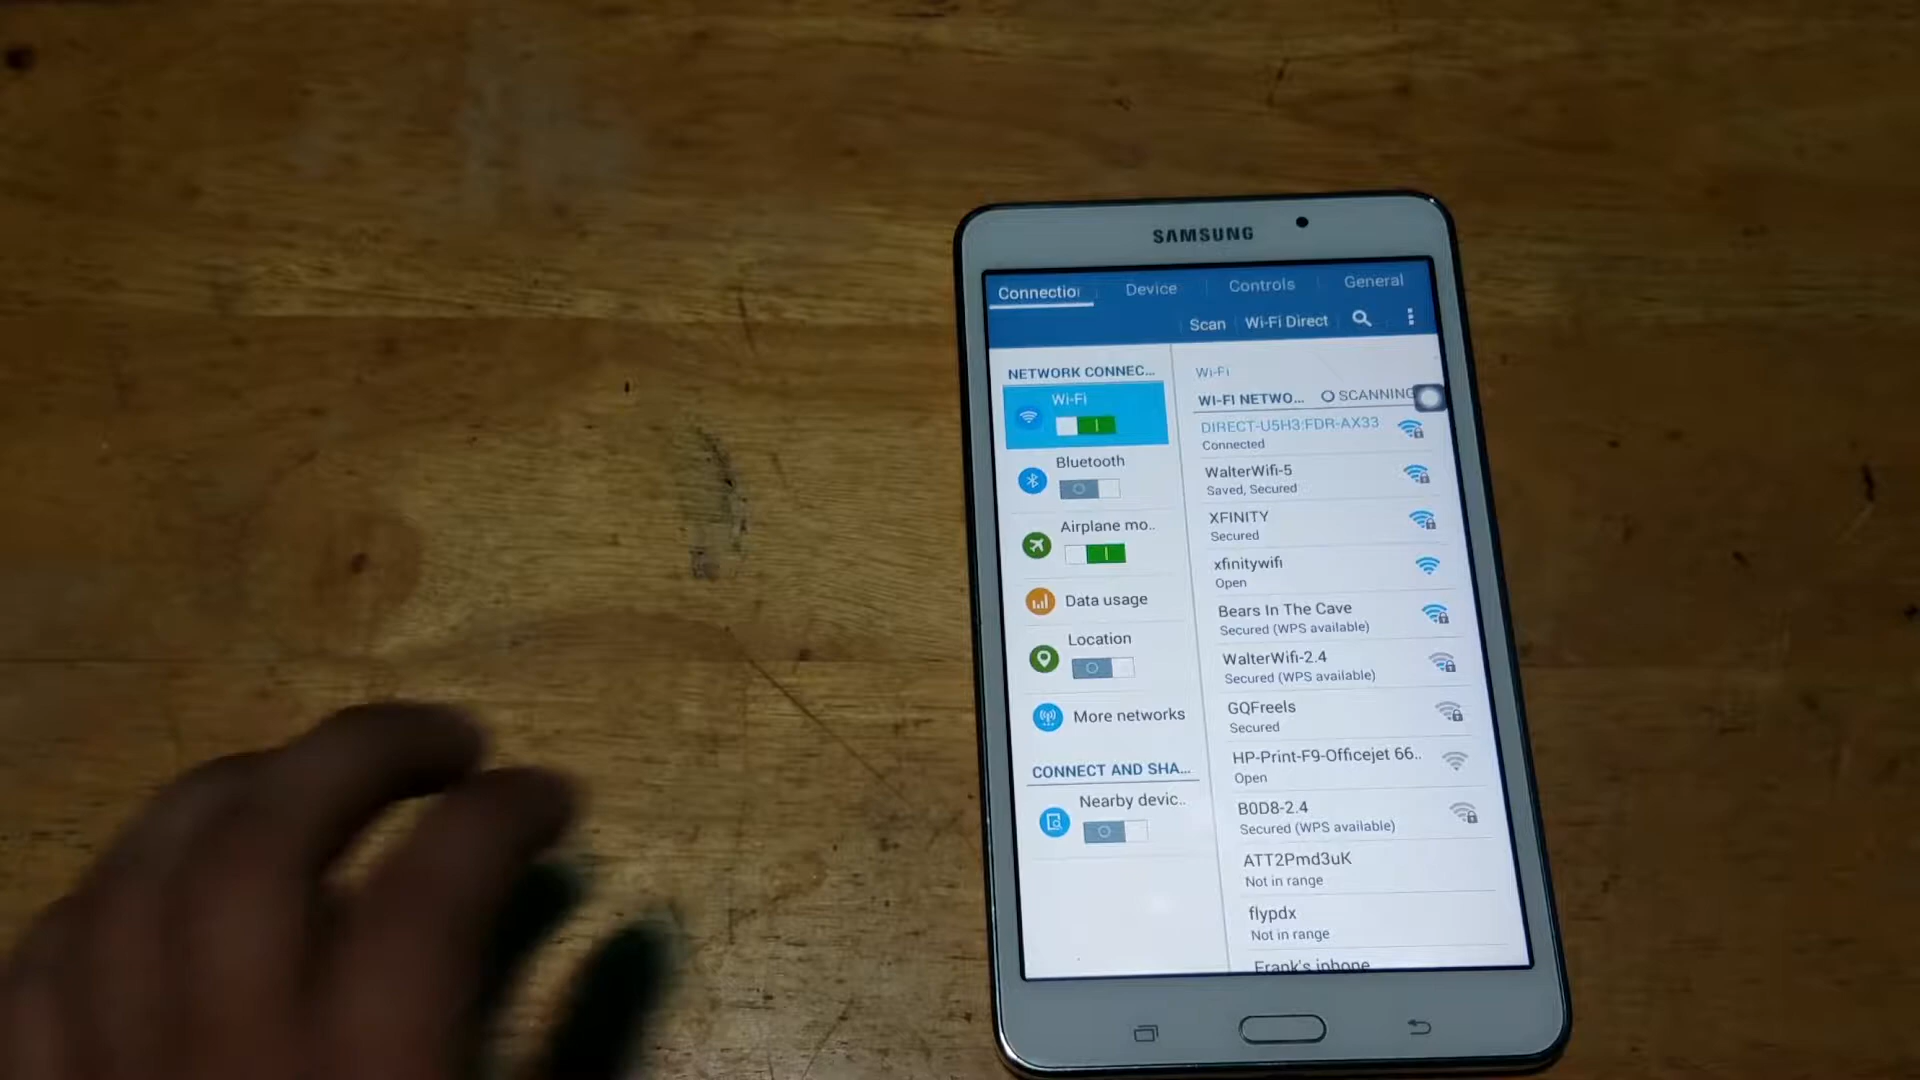 SAMSUNG
Connectio
Device
Controls
General
Scan
Wi-Fi Direct
NETWORK CONNEC...
Wi-Fi
Bluetooth
Airplane mo..
Data usage
Location
More networks
CONNECT AND SHA...
Nearby devic..
Wi-Fi
WI-FI NETWO...
SCANNING
DIRECT-U5H3:FDR-AX33
Connected
WalterWifi-5
Saved, Secured
XFINITY
Secured
xfinitywifi
Open
Bears In The Cave
Secured (WPS available)
WalterWifi-2.4
Secured (WPS available)
GQFreels
Secured
HP-Print-F9-Officejet 66..
Open
B0D8-2.4
Secured (WPS available)
ATT2Pmd3uK
Not in range
flypdx
Not in range
Frank's iphone